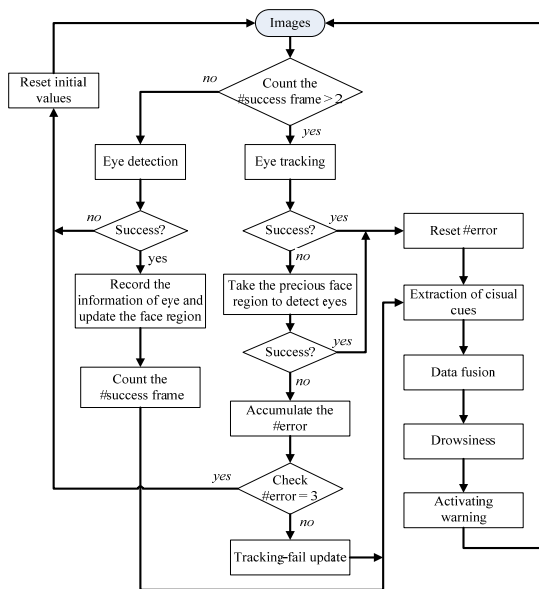 Images
no
Count the
#success frame > 2
yes
Reset initial
values
Eye detection
Eye tracking
no
Success?
yes
Success?
yes
no
Reset #error
Record the
information of eye and
update the face region
Take the precious face
region to detect eyes
Extraction of cisual
cues
Success?
yes
no
Data fusion
Count the
#success frame
Accumulate the
#error
Drowsiness
yes
Check
#error = 3
no
Activating
warning
Tracking-fail update